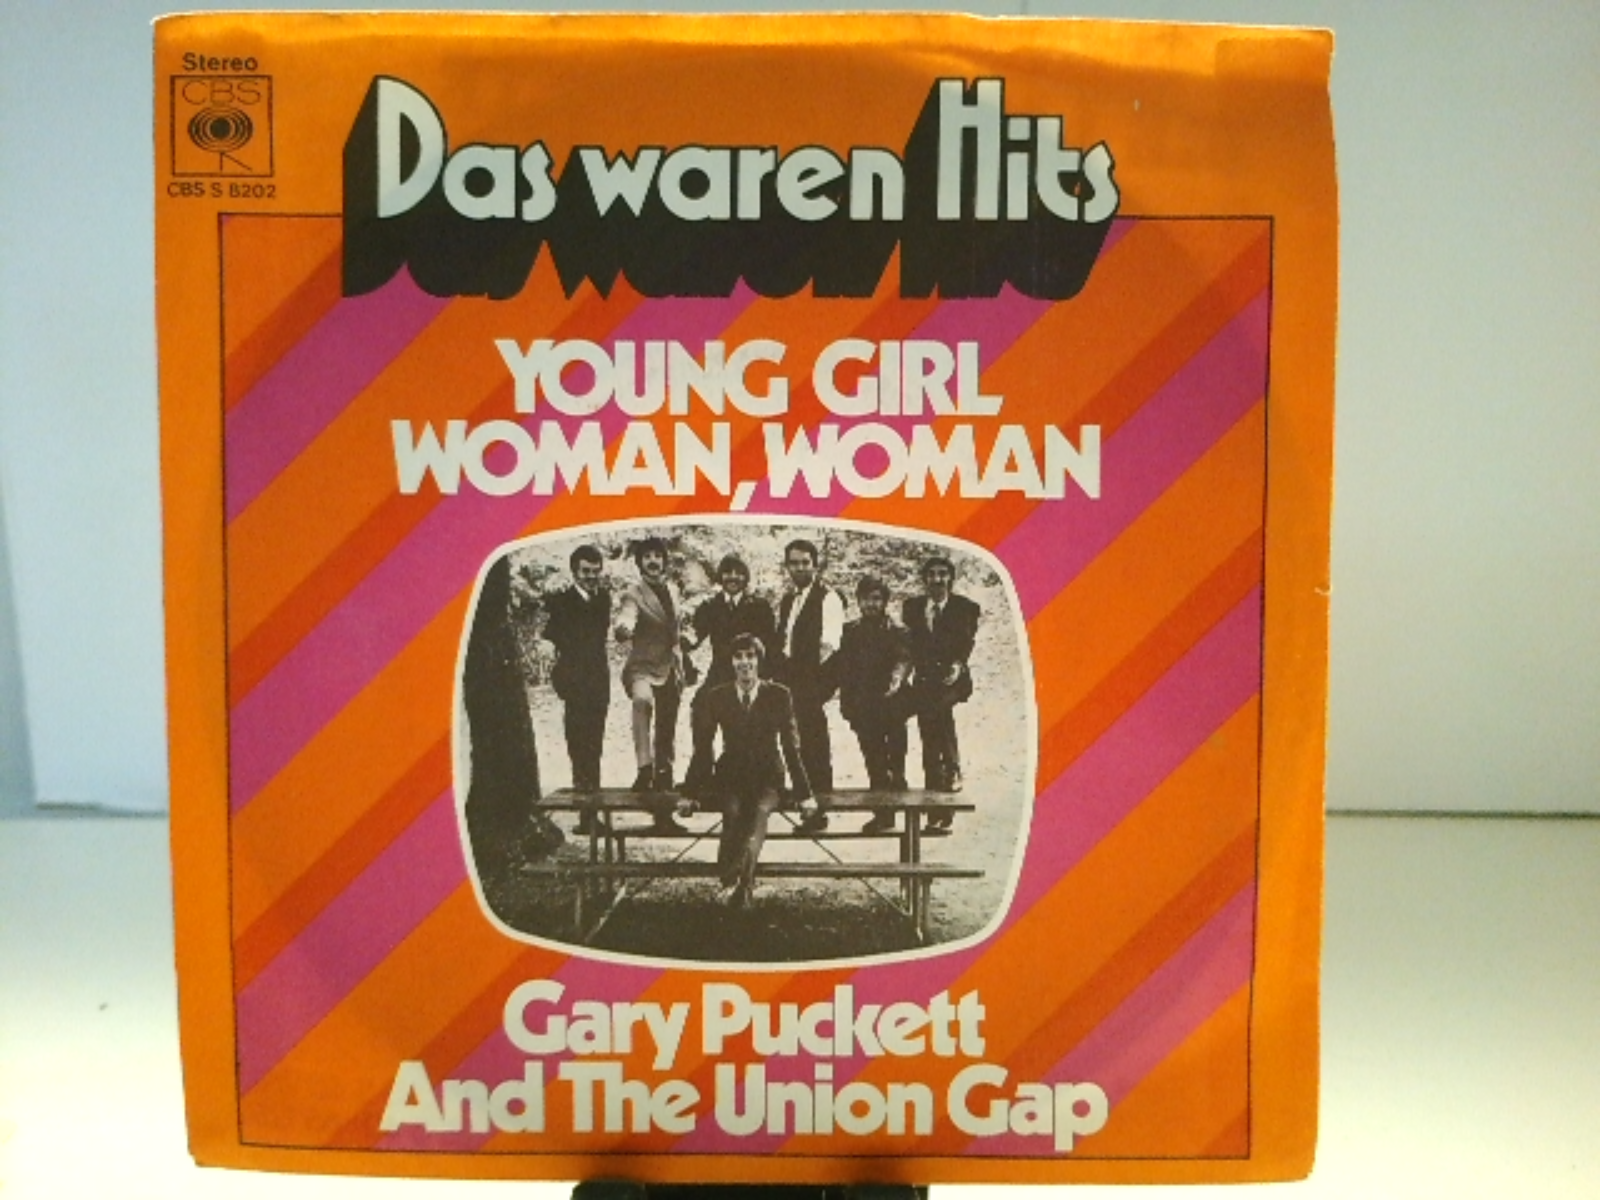 Stereo
CBS
CBS S 8202
Das waren Hits
YOUNG GIRL
WOMAN, WOMAN
Gary Puckett
And The Union Gap